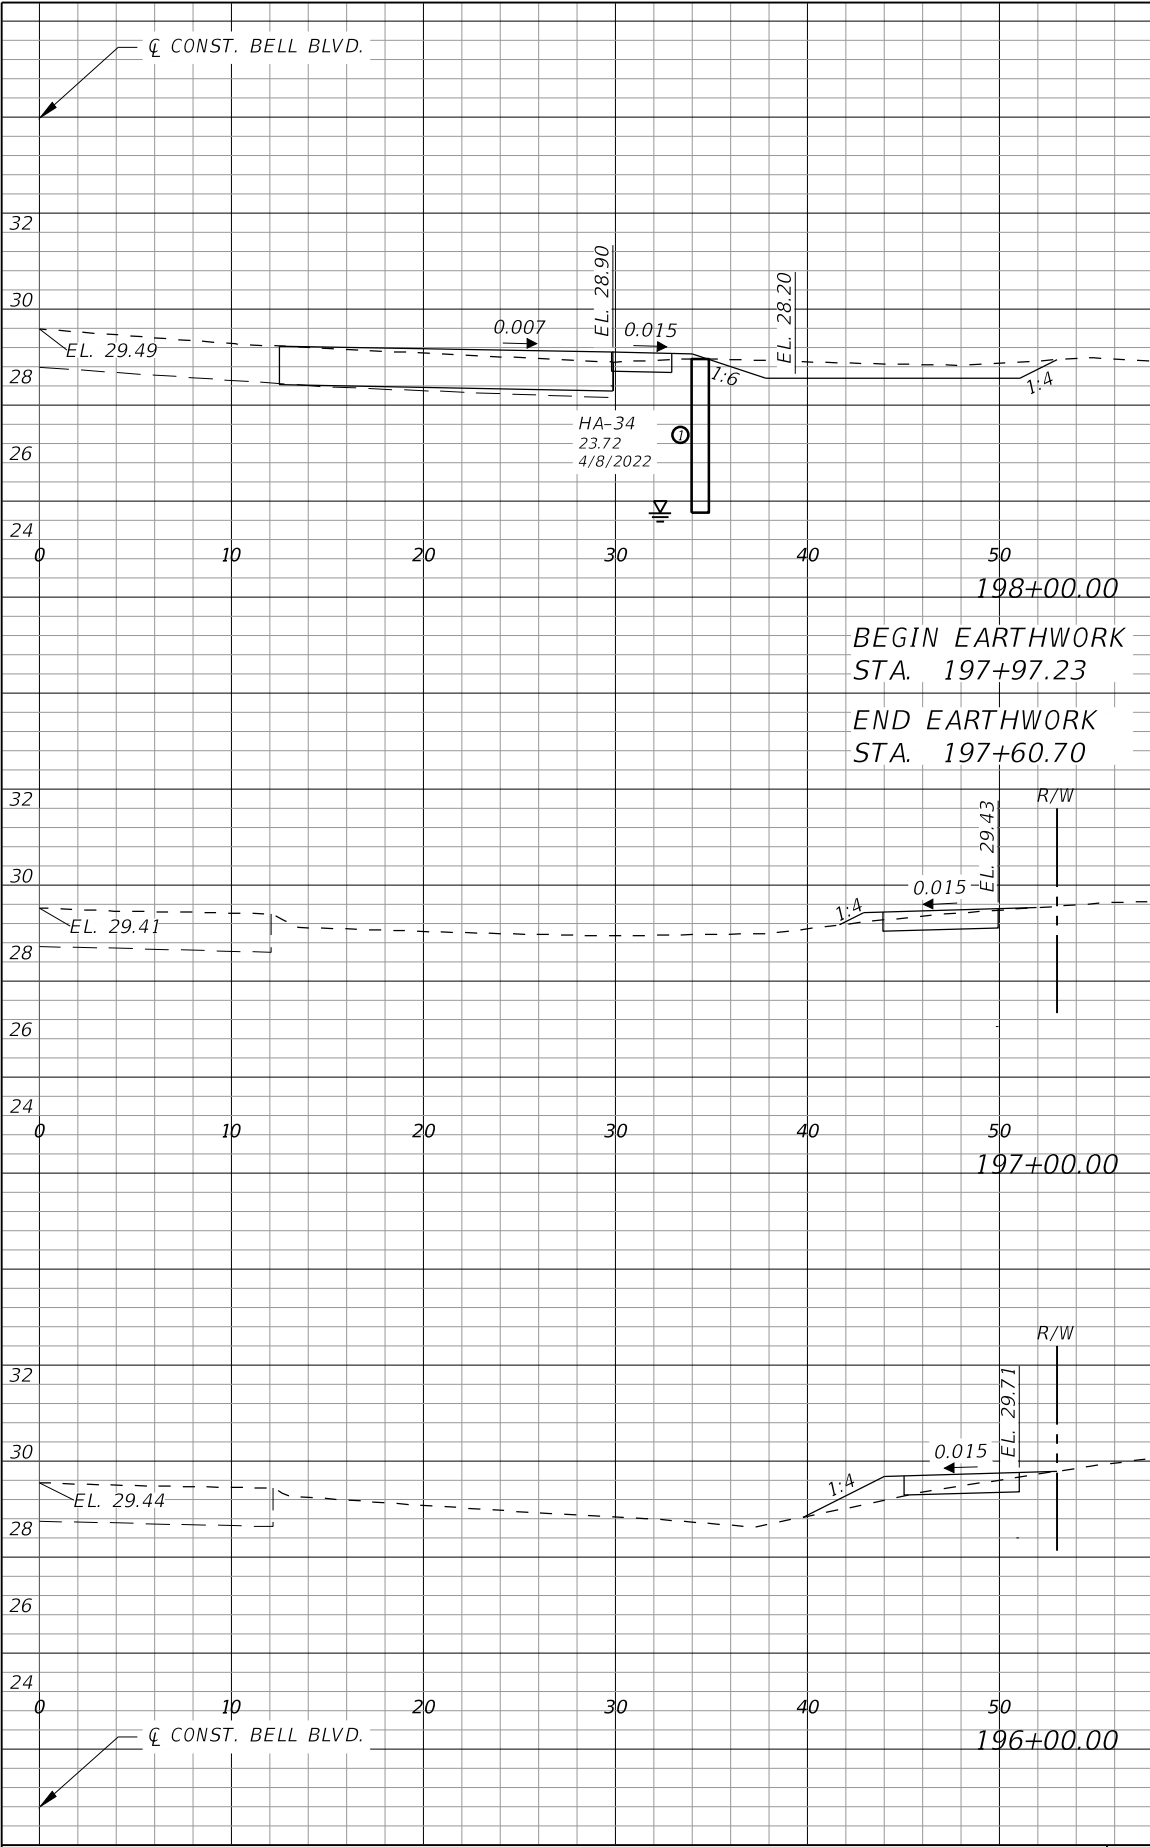 ℄ CONST. BELL BLVD.
32
30
28
26
24
EL. 29.49
0.007
EL. 28.90
0.015
EL. 28.20
1:6
1:4
HA-34
23.72
4/8/2022
1
0 10 20 30 40 50
198+00.00
BEGIN EARTHWORK
STA. 197+97.23
END EARTHWORK
STA. 197+60.70
32
30
28
26
24
EL. 29.41
1:4
0.015
EL. 29.43
R/W
0 10 20 30 40 50
197+00.00
32
30
28
26
24
EL. 29.44
1:4
0.015
EL. 29.71
R/W
0 10 20 30 40 50
196+00.00
℄ CONST. BELL BLVD.